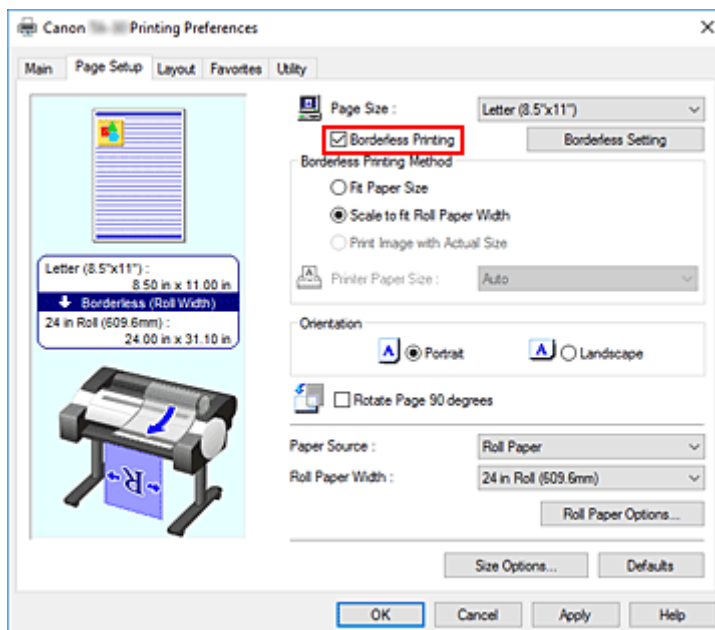 Canon Printing Preferences
Main Page Setup Layout Favorites Utility
Page Size : Letter (8.5"x11")
Borderless Printing Borderless Setting
Borderless Printing Method
Fit Paper Size
Scale to fit Roll Paper Width
Print Image with Actual Size
Printer Paper Size : Auto
Letter (8.5"x11") :
8.50 in x 11.00 in
Borderless (Roll Width)
24 in Roll (609.6mm) :
24.00 in x 31.10 in
Orientation
A Portrait A Landscape
Rotate Page 90 degrees
R
Paper Source : Roll Paper
Roll Paper Width : 24 in Roll (609.6mm)
Roll Paper Options...
Size Options... Defaults
OK Cancel Apply Help